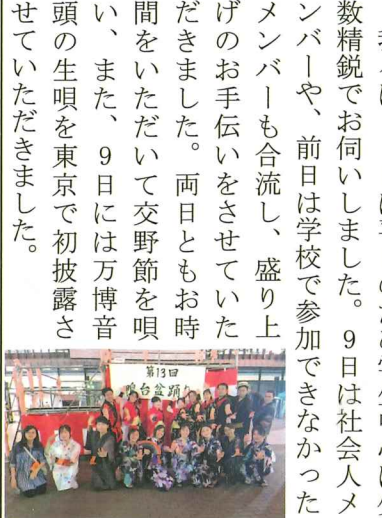 数精鋭でお伺いしました。9日は社会人メ
ンバーや、前日は学校で参加できなかった
メンバーも合流し、盛り上
げのお手伝いをさせていた
だきました。両日ともお時
間をいただいて交野節を唄
い、また、9日には万博音
頭の生唄を東京で初披露さ
せていただきました。
第13回
鴨台盆踊り